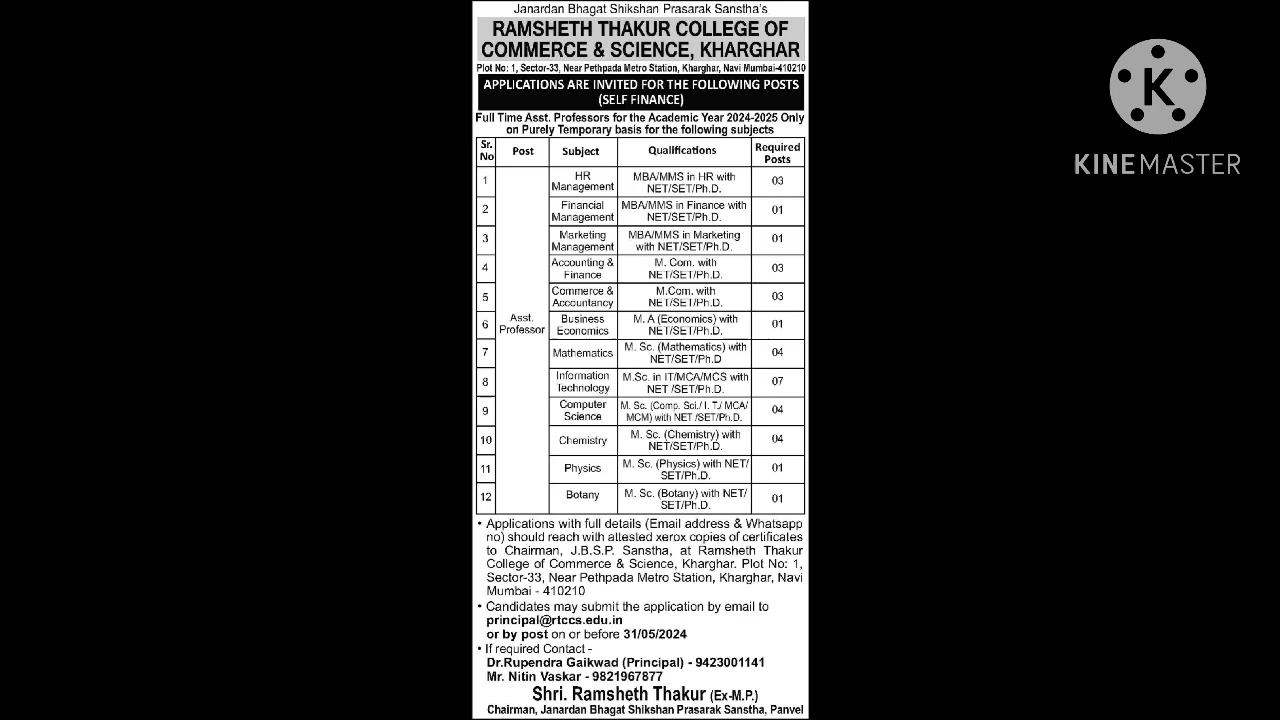 Janardan Bhagat Shikshan Prasarak Sanstha's
RAMSHETH THAKUR COLLEGE OF
COMMERCE & SCIENCE, KHARGHAR
Plot No: 1, Sector-33, Near Pethpada Metro Station, Kharghar, Navi Mumbai-410210
APPLICATIONS ARE INVITED FOR THE FOLLOWING POSTS
(SELF FINANCE)
Full Time Asst. Professors for the Academic Year 2024-2025 Only
on Purely Temporary basis for the following subjects
Sr. No Post Subject Qualifications Required Posts
1 HR Management MBA/MMS in HR with NET/SET/Ph.D. 03
2 Financial Management MBA/MMS in Finance with NET/SET/Ph.D. 01
3 Marketing Management MBA/MMS in Marketing with NET/SET/Ph.D. 01
4 Accounting & Finance M. Com. with NET/SET/Ph.D. 03
5 Commerce & Accountancy M.Com. with NET/SET/Ph.D. 03
Asst. Professor
6 Business Economics M. A (Economics) with NET/SET/Ph.D. 01
7 Mathematics M. Sc. (Mathematics) with NET/SET/Ph.D 04
8 Information Technology M.Sc. in IT/MCA/MCS with NET /SET/Ph.D. 07
9 Computer Science M. Sc. (Comp. Sci./ I. T./ MCA/ MCM) with NET /SET/Ph.D. 04
10 Chemistry M. Sc. (Chemistry) with NET/SET/Ph.D. 04
11 Physics M. Sc. (Physics) with NET/ SET/Ph.D. 01
12 Botany M. Sc. (Botany) with NET/ SET/Ph.D. 01
• Applications with full details (Email address & Whatsapp
no) should reach with attested xerox copies of certificates
to Chairman, J.B.S.P. Sanstha, at Ramsheth Thakur
College of Commerce & Science, Kharghar. Plot No: 1,
Sector-33, Near Pethpada Metro Station, Kharghar, Navi
Mumbai - 410210
• Candidates may submit the application by email to
principal@rtccs.edu.in
or by post on or before 31/05/2024
• If required Contact -
Dr.Rupendra Gaikwad (Principal) - 9423001141
Mr. Nitin Vaskar - 9821967877
Shri. Ramsheth Thakur (Ex-M.P.)
Chairman, Janardan Bhagat Shikshan Prasarak Sanstha, Panvel
K
KINEMASTER